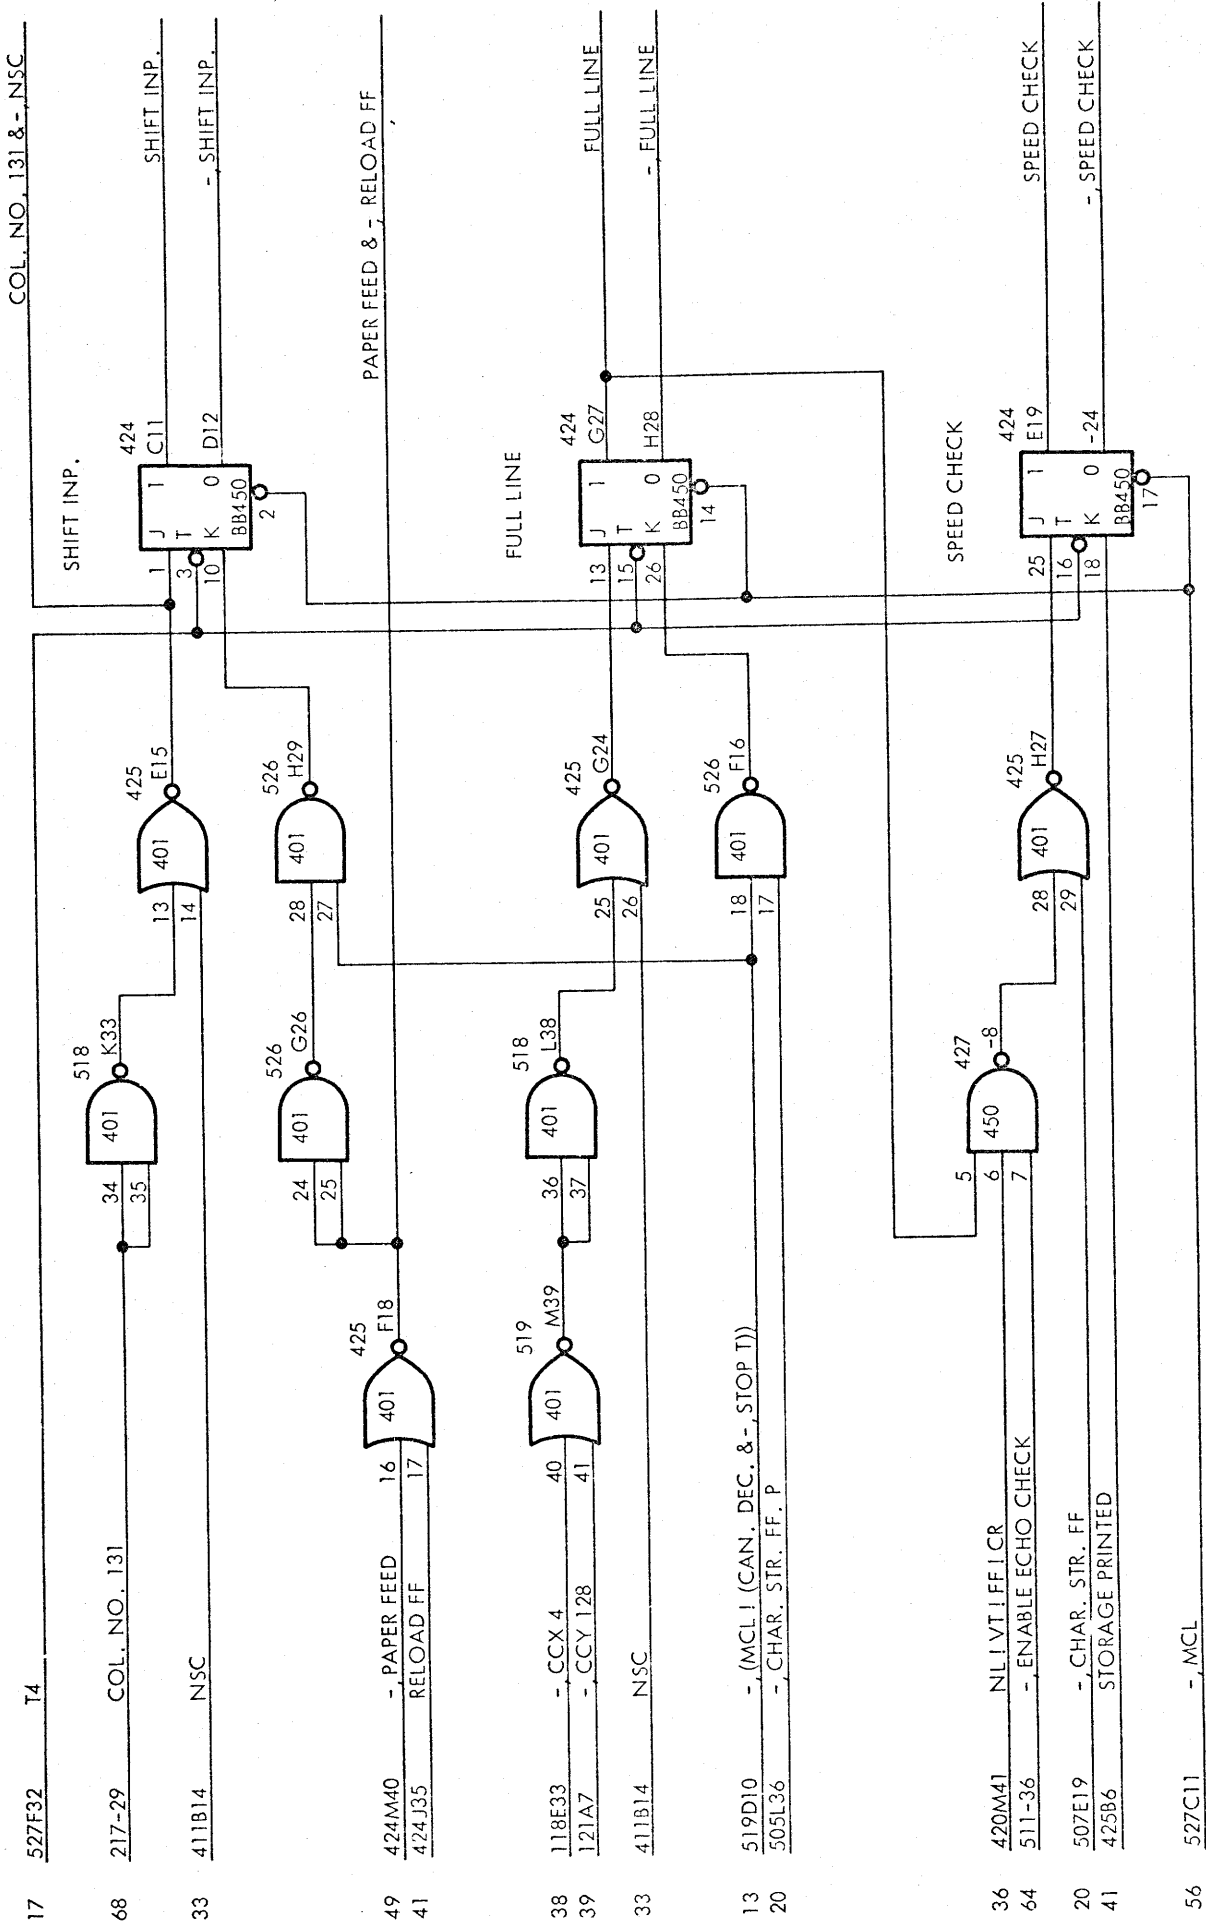 COL. NO. 131 & -, NSC
SHIFT INP.
-, SHIFT INP.
PAPER FEED & -, RELOAD FF
FULL LINE
-, FULL LINE
SPEED CHECK
-, SPEED CHECK
SHIFT INP.
424
C11
D12
J 1
T
K 0
BB450
1
3
10
2
FULL LINE
424
G27
H28
J 1
T
K 0
BB450
13
15
26
14
SPEED CHECK
424
E19
-24
J 1
T
K 0
BB450
25
16
18
17
425
E15
401
13
14
526
H29
401
28
27
425
G24
401
25
26
526
F16
401
18
17
425
H27
401
28
29
518
K33
401
34
35
526
G26
401
24
25
518
L38
401
36
37
427
-8
450
5
6
7
425
F18
401
16
17
519
M39
401
40
41
17 527F32 T4
68 217-29 COL. NO. 131
33 411B14 NSC
49 424M40 -, PAPER FEED
41 424J35 RELOAD FF
38 118E33 -, CCX 4
39 121A7 -, CCY 128
33 411B14 NSC
13 519D10 -, (MCL ! (CAN. DEC. & -, STOP T))
20 505L36 -, CHAR. STR. FF. P
36 420M41 NL ! VT ! FF ! CR
64 511-36 -, ENABLE ECHO CHECK
20 507E19 -, CHAR. STR. FF
41 425B6 STORAGE PRINTED
56 527C11 -, MCL